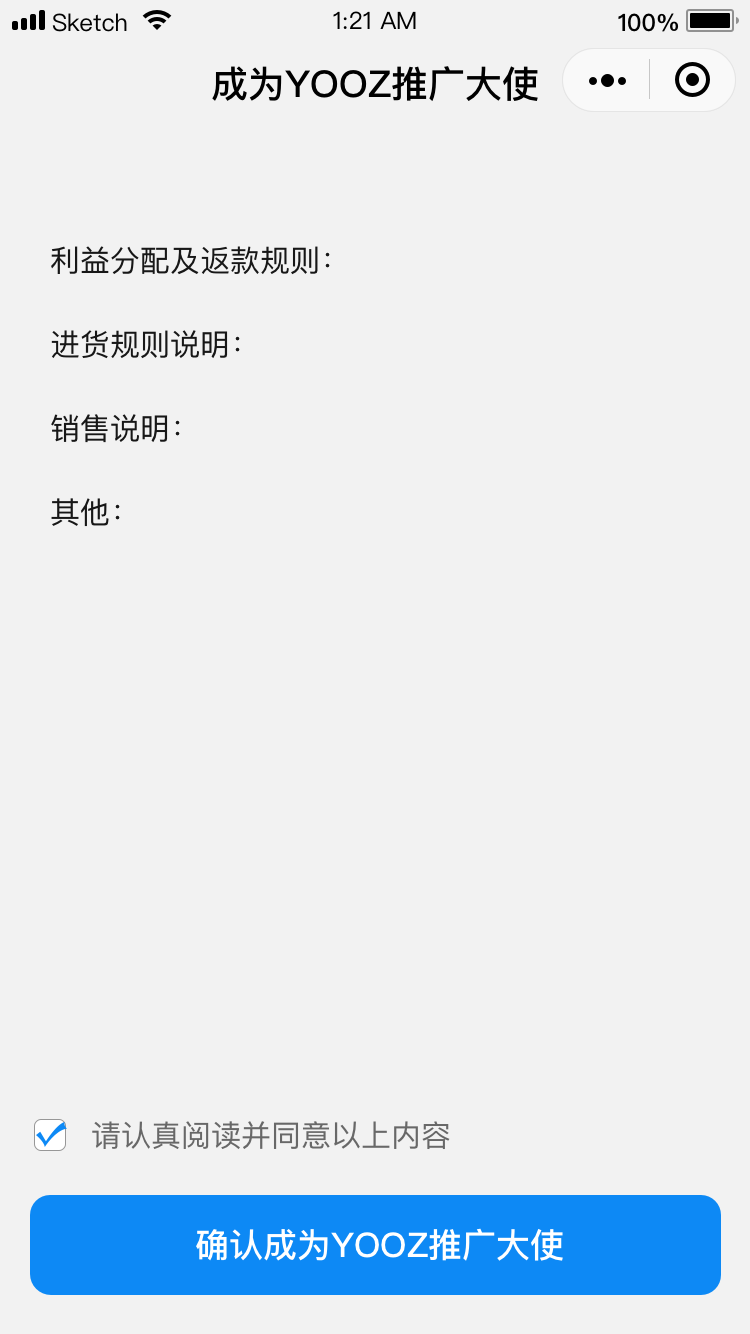 Sketch
1:21 AM
100%
成为YOOZ推广大使
利益分配及返款规则：
进货规则说明：
销售说明：
其他：
请认真阅读并同意以上内容
确认成为YOOZ推广大使